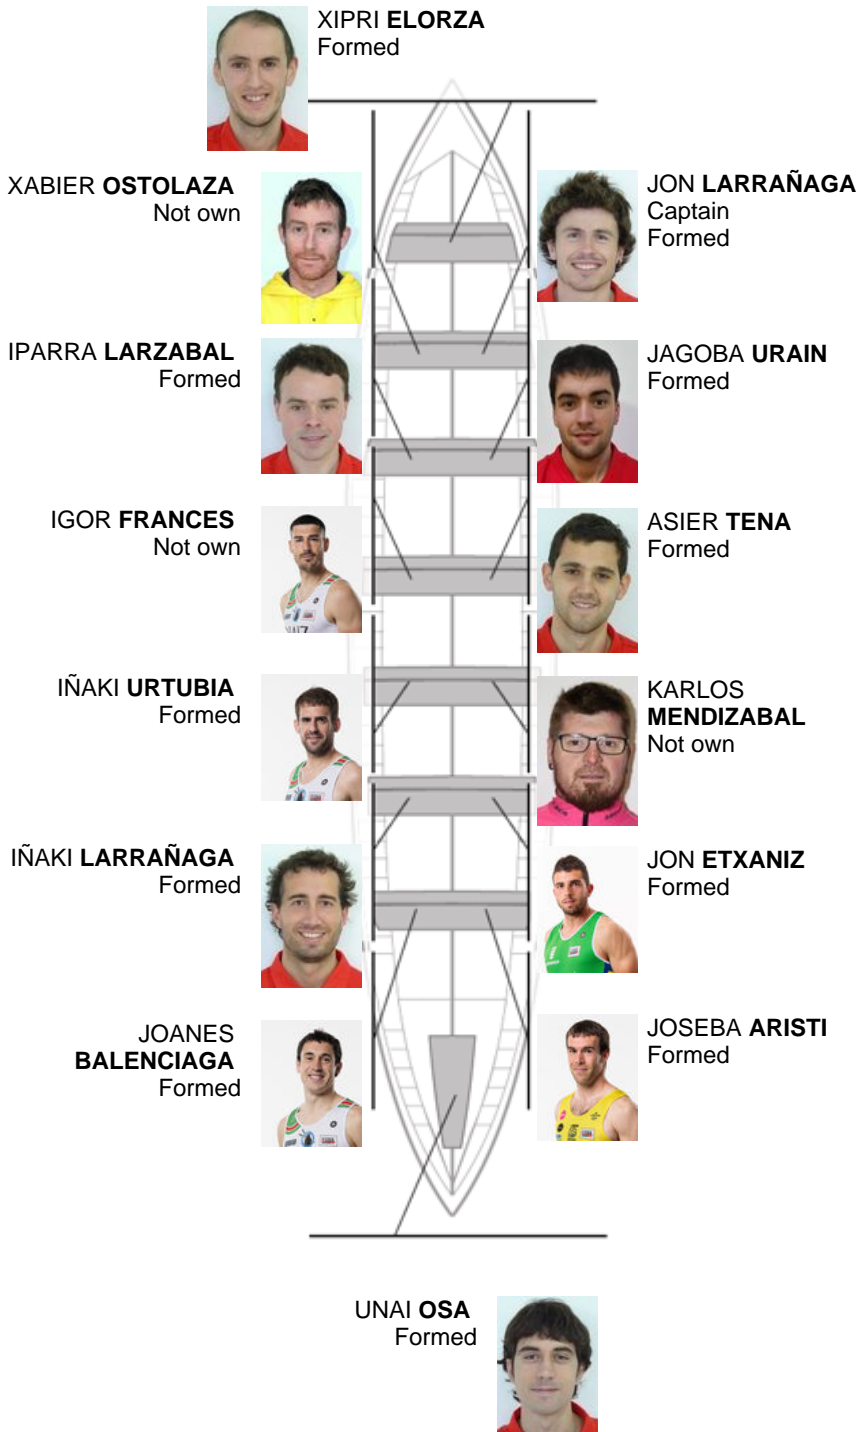 XIPRI ELORZA
Formed
XABIER OSTOLAZA
Not own
JON LARRAÑAGA
Captain
Formed
IPARRA LARZABAL
Formed
JAGOBA URAIN
Formed
IGOR FRANCES
Not own
ASIER TENA
Formed
IÑAKI URTUBIA
Formed
KARLOS
MENDIZABAL
Not own
IÑAKI LARRAÑAGA
Formed
JON ETXANIZ
Formed
JOANES
BALENCIAGA
Formed
JOSEBA ARISTI
Formed
UNAI OSA
Formed